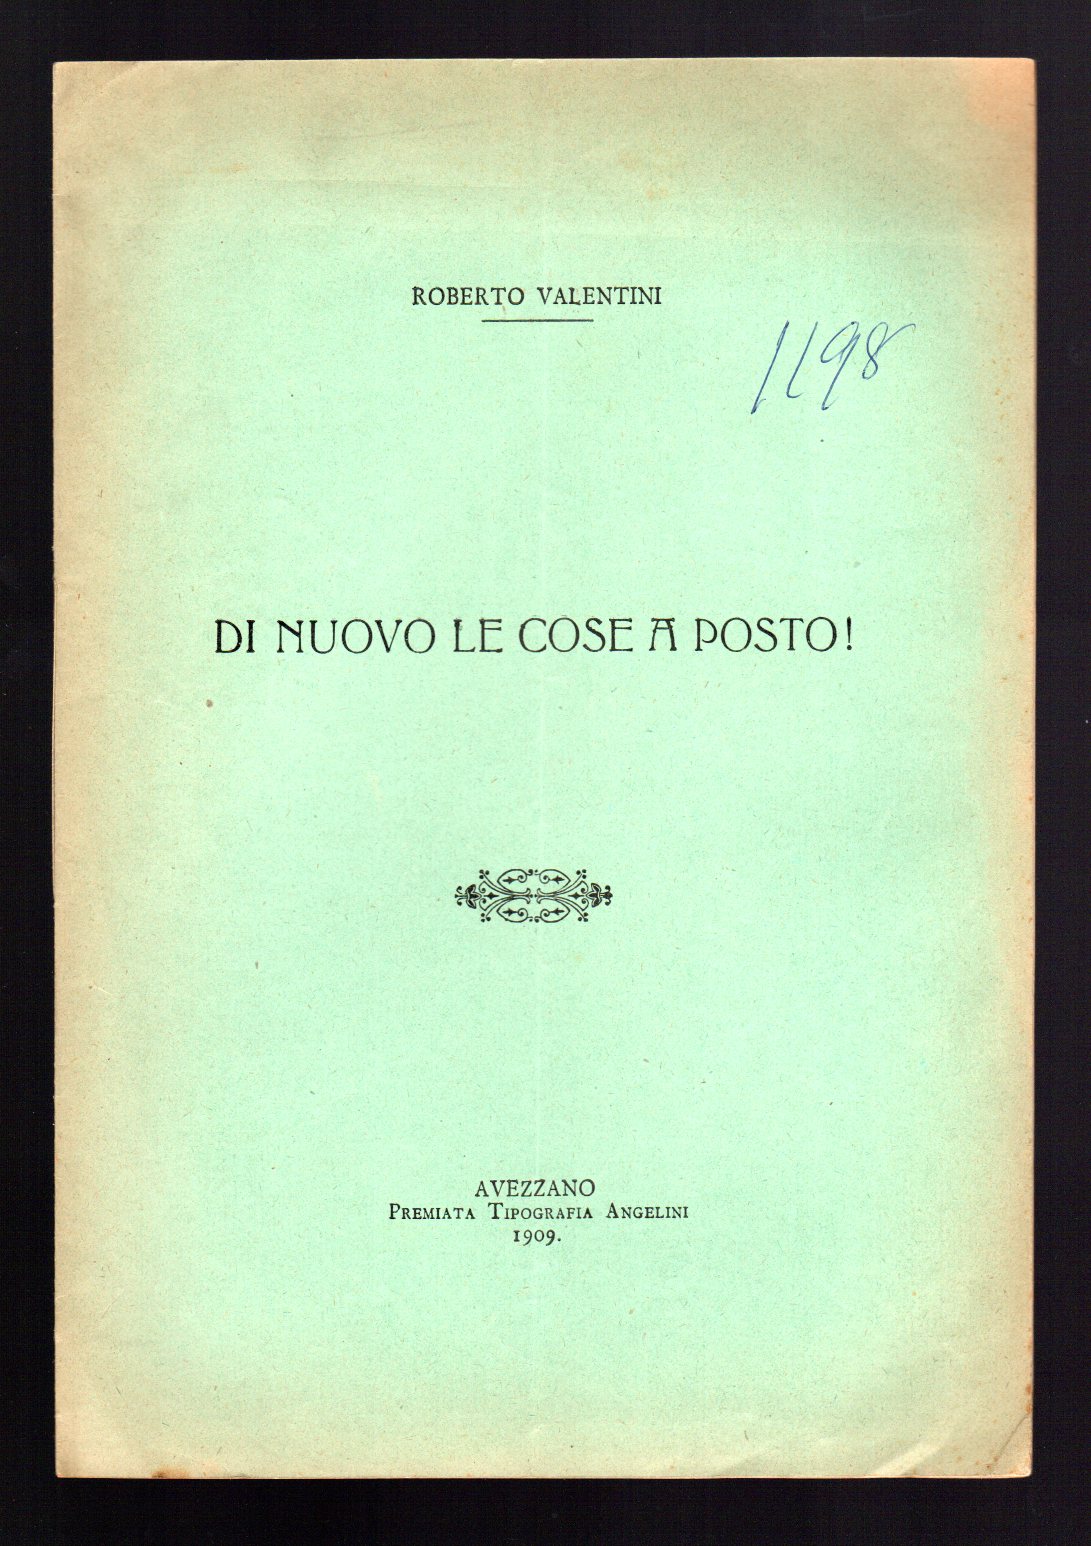 ROBERTO VALENTINI
1198
DI NUOVO LE COSE A POSTO!
AVEZZANO
PREMIATA TIPOGRAFIA ANGELINI
1909.